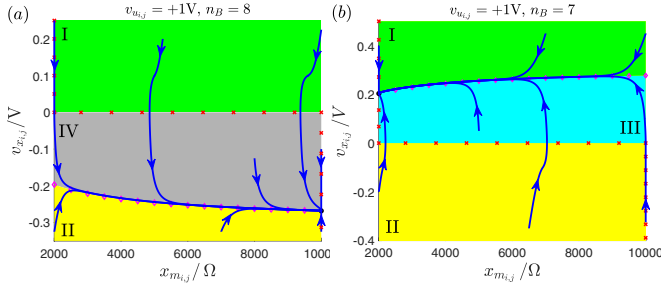 (a) v_{u_{i,j}} = +1V, n_B = 8
v_{x_{i,j}}/V
0.2
0.1
0
-0.1
-0.2
-0.3
I
IV
II
2000 4000 6000 8000 10000
x_{m_{i,j}}/ Ω
(b) v_{u_{i,j}} = +1V, n_B = 7
v_{x_{i,j}}/V
0.4
0.2
0
-0.2
-0.4
I
III
II
2000 4000 6000 8000 10000
x_{m_{i,j}}/ Ω